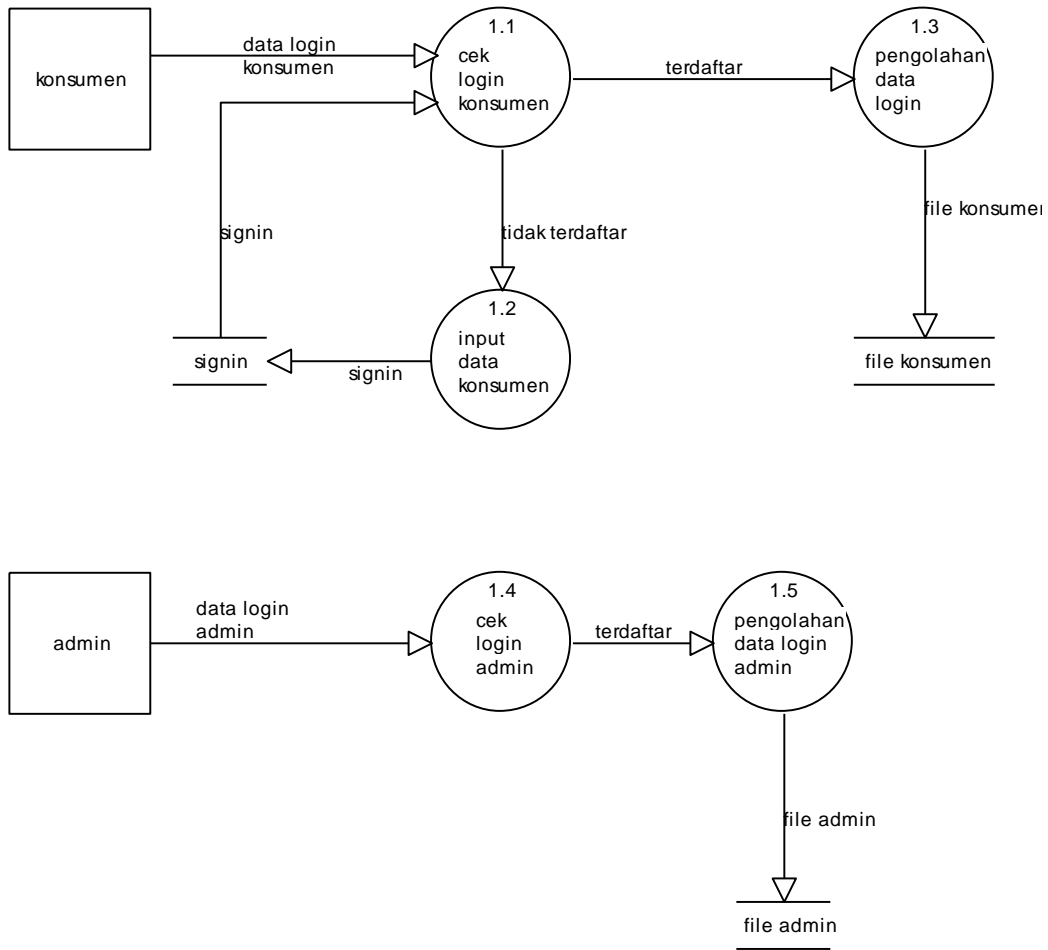 konsumen
data login
konsumen
1.1
cek
login
konsumen
terdaftar
1.3
pengolahan
data
login
signin
tidak terdaftar
file konsumen
signin
signin
1.2
input
data
konsumen
file konsumen
admin
data login
admin
1.4
cek
login
admin
terdaftar
1.5
pengolahan
data login
admin
file admin
file admin